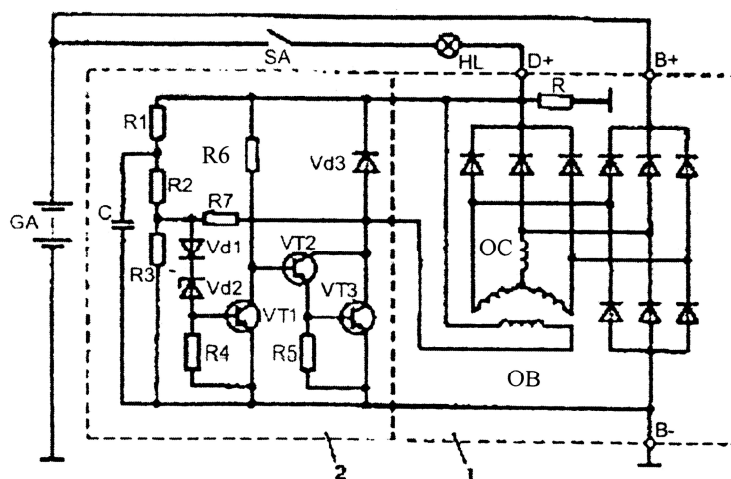 SA
HL
D+
B+
R
R1
R6
Vd3
R2
R7
GA
C
Vd1
VT2
OC
R3
Vd2
VT3
VT1
R4
R5
OB
B-
2
1